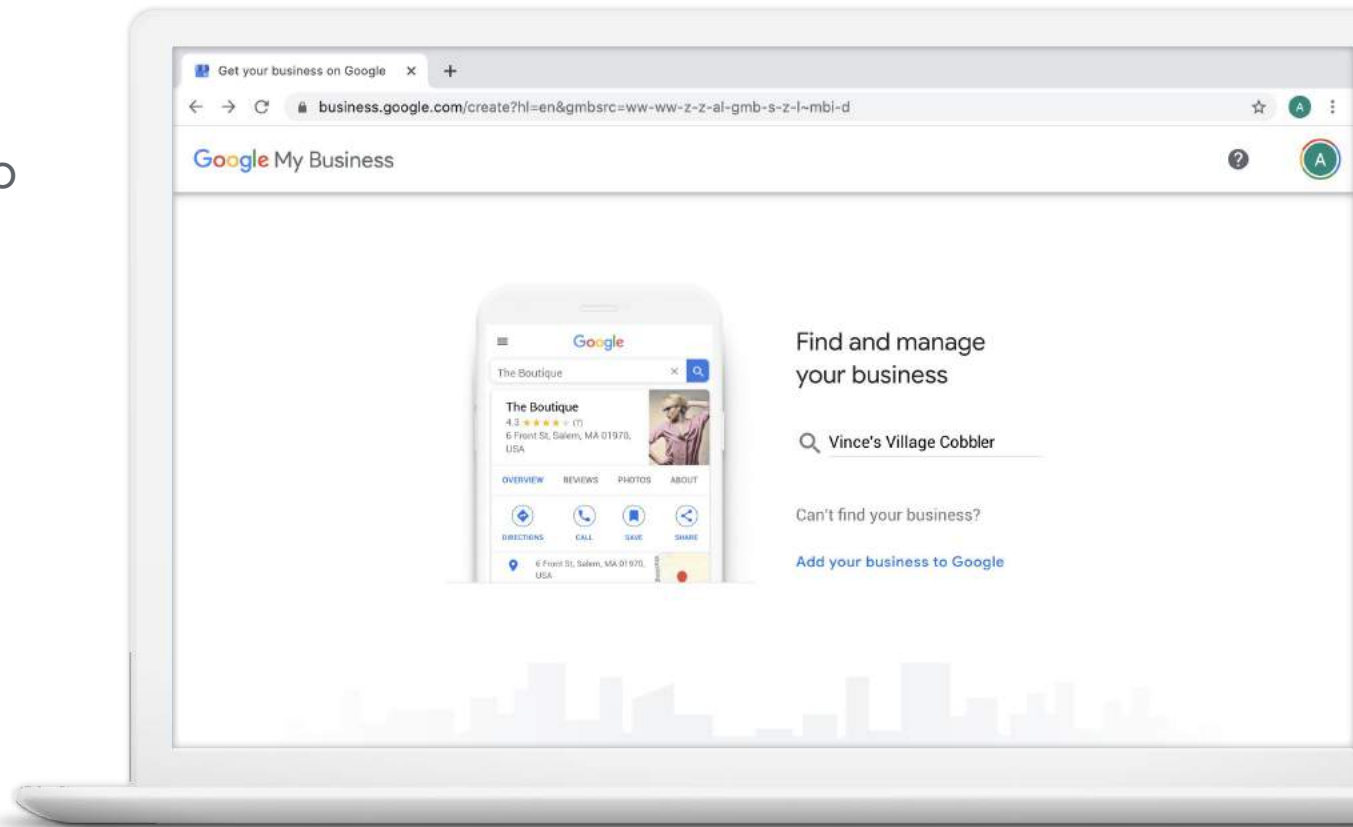 Get your business on Google
business.google.com/create?hl=en&gmbsrc=ww-ww-z-z-al-gmb-s-z-l~mbi-d
A
Google My Business
A
o
Google
The Boutique
The Boutique
4.3 ★★★★★ (7)
6 Front St, Salem, MA 01970,
USA
OVERVIEW REVIEWS PHOTOS ABOUT
DIRECTIONS CALL SAVE SHARE
6 Front St, Salem, MA 01970,
USA
Find and manage
your business
Vince's Village Cobbler
Can't find your business?
Add your business to Google